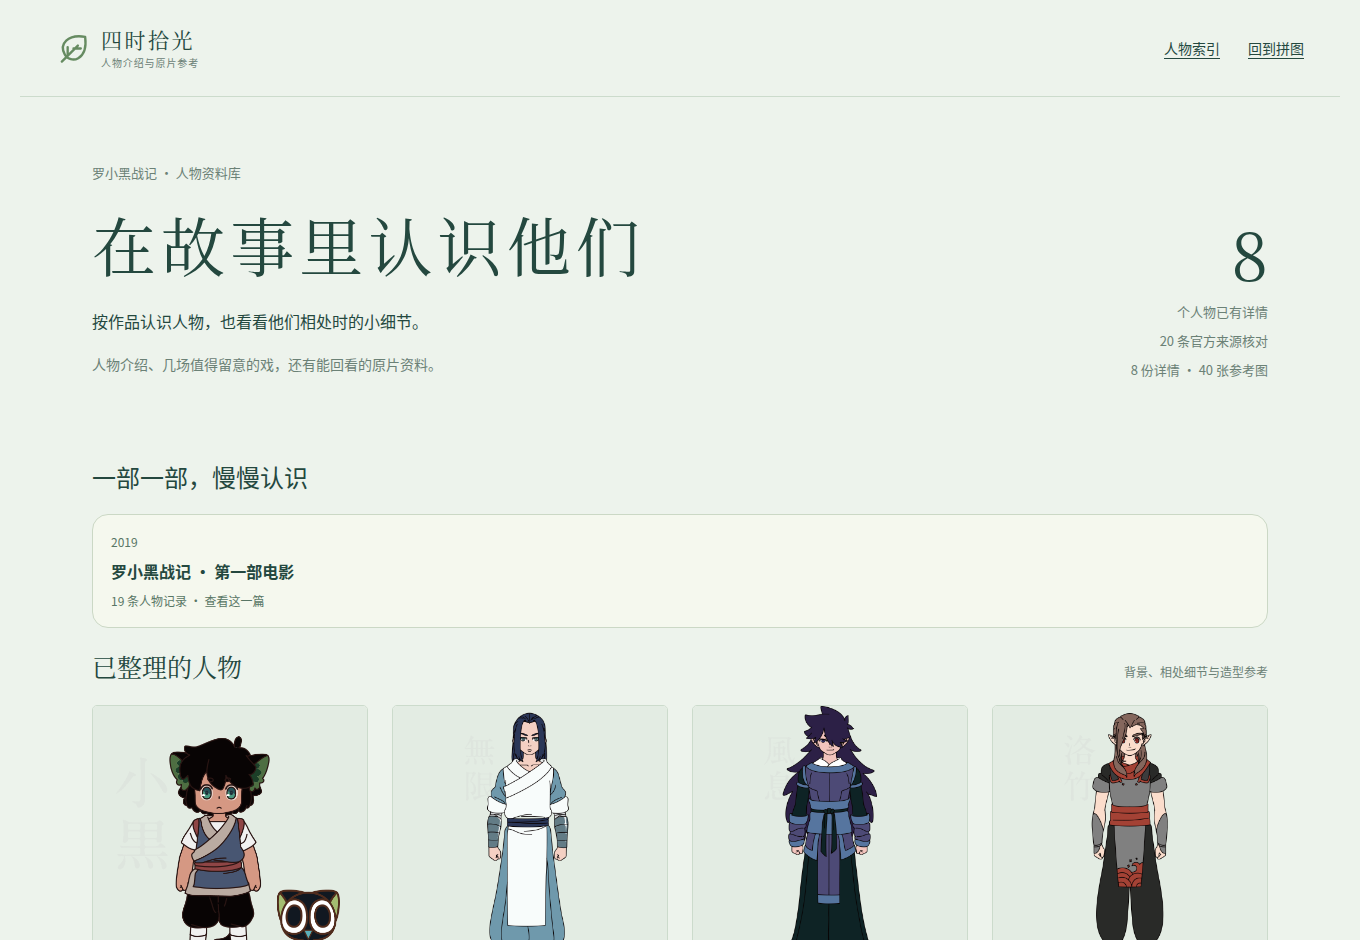 四时拾光
人物介绍与原片参考
人物索引
回到拼图
罗小黑战记 · 人物资料库
在故事里认识他们
按作品认识人物，也看看他们相处时的小细节。
人物介绍、几场值得留意的戏，还有能回看的原片资料。
8
个人物已有详情
20 条官方来源核对
8 份详情 · 40 张参考图
一部一部，慢慢认识
2019
罗小黑战记 · 第一部电影
19 条人物记录 · 查看这一篇
已整理的人物
背景、相处细节与造型参考
小黒
無限
風息
洛竹